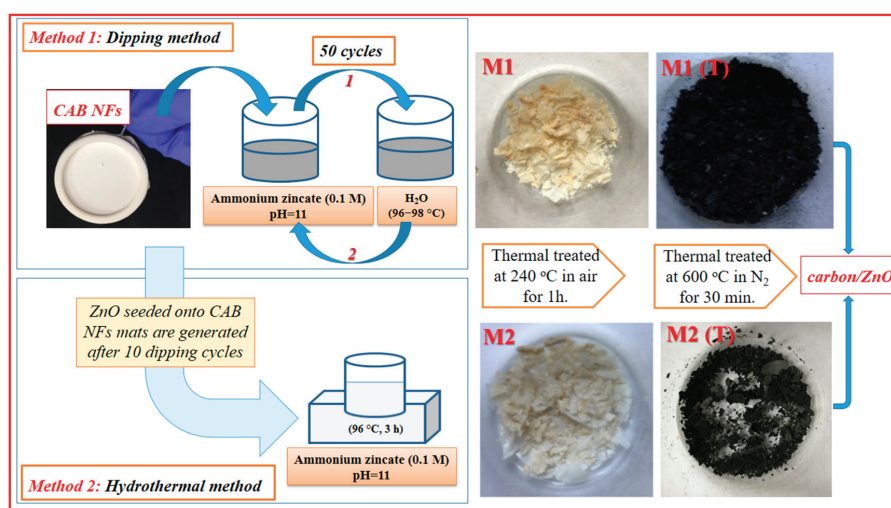 Method 1: Dipping method
50 cycles
1
CAB NFs
Ammonium zincate (0.1 M)
pH=11
H₂O
(96−98 °C)
2
ZnO seeded onto CAB
NFs mats are generated
after 10 dipping cycles
(96 °C, 3 h)
Ammonium zincate (0.1 M)
pH=11
Method 2: Hydrothermal method
M1
M1 (T)
Thermal treated
at 240 °C in air
for 1h.
Thermal treated
at 600 °C in N₂
for 30 min.
carbon/ZnO
M2
M2 (T)